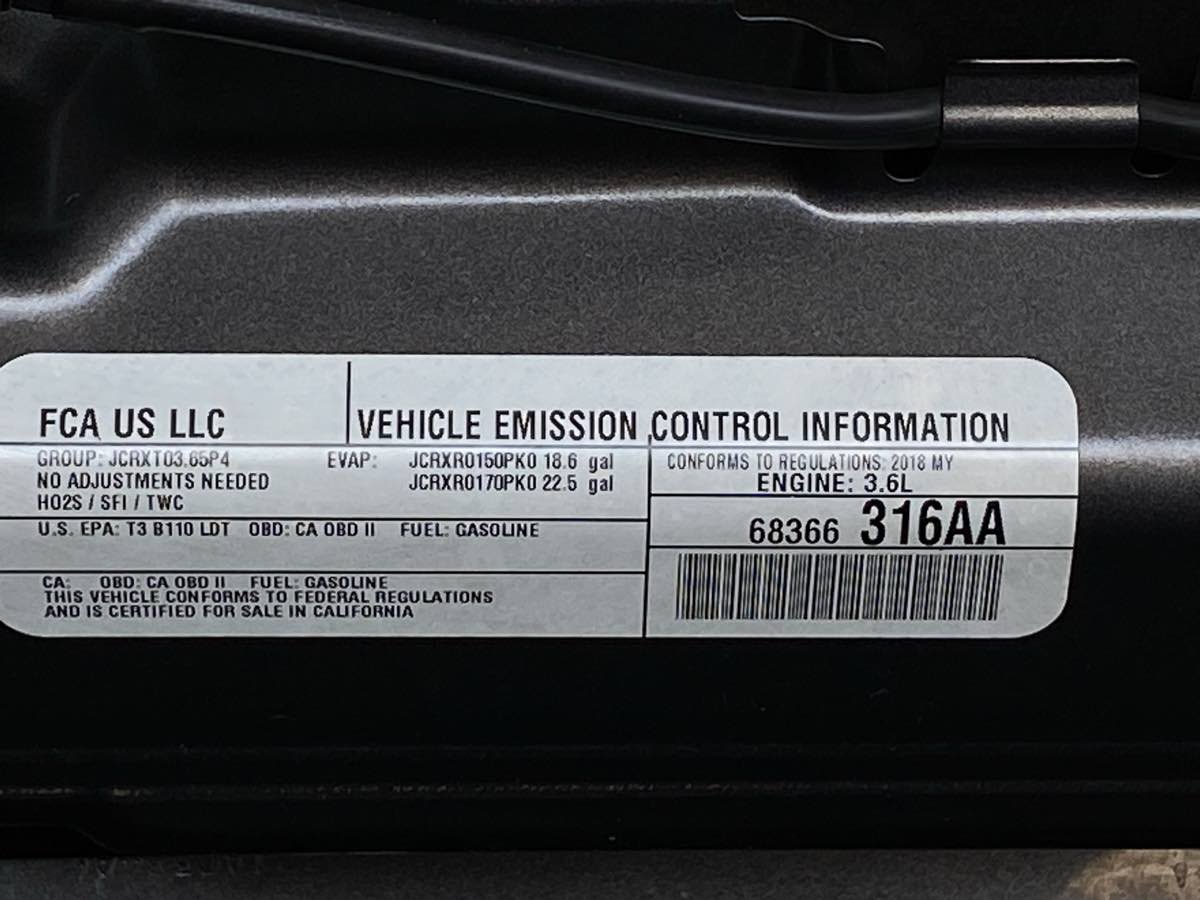 FCA US LLC
VEHICLE EMISSION CONTROL INFORMATION
GROUP: JCRXT03.65P4
NO ADJUSTMENTS NEEDED
HO2S / SFI / TWC
EVAP: JCRXR0150PK0 18.6 gal
JCRXR0170PK0 22.5 gal
CONFORMS TO REGULATIONS: 2018 MY
ENGINE: 3.6L
68366 316AA
U.S. EPA: T3 B110 LDT OBD: CA OBD II FUEL: GASOLINE
CA: OBD: CA OBD II FUEL: GASOLINE
THIS VEHICLE CONFORMS TO FEDERAL REGULATIONS
AND IS CERTIFIED FOR SALE IN CALIFORNIA